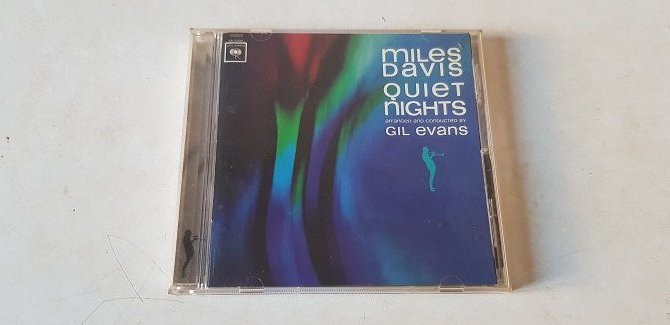 miles
DAVIS
QUIET
NIGHTS
arranged and conducted by
GIL evans